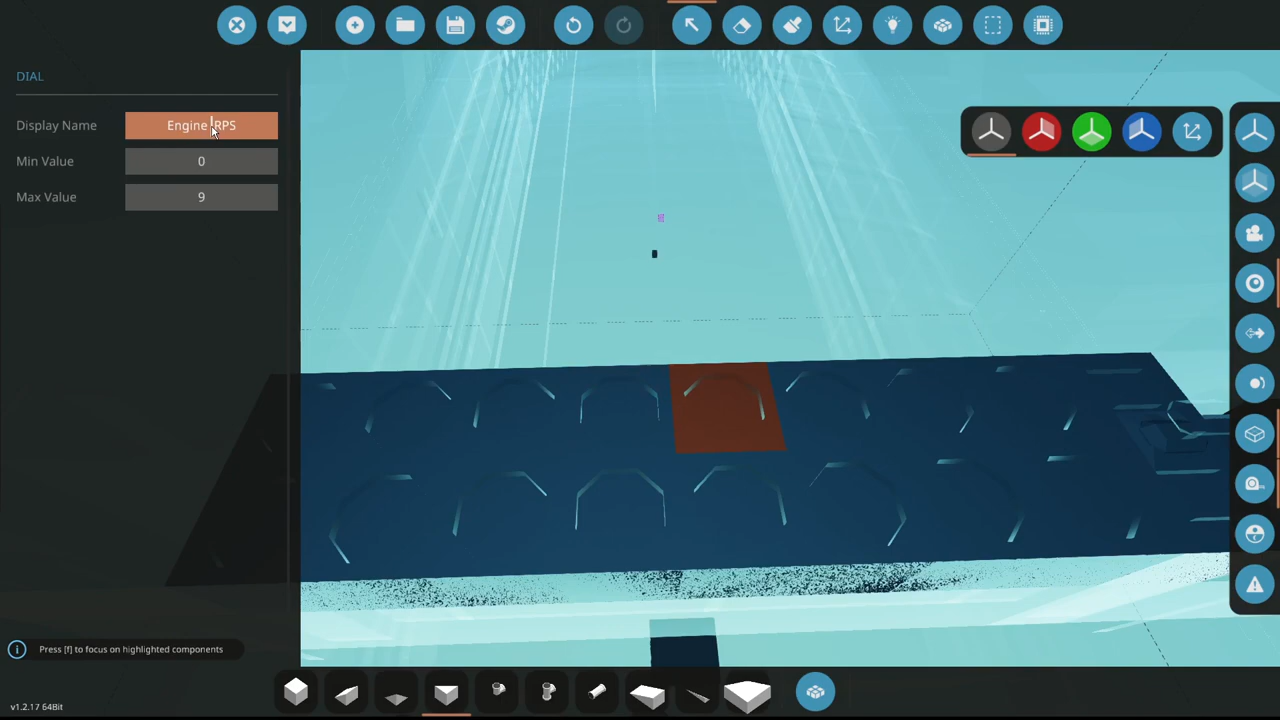 DIAL
Display Name Engine RPS
Min Value 0
Max Value 9
Press [f] to focus on highlighted components
v1.2.17 64Bit